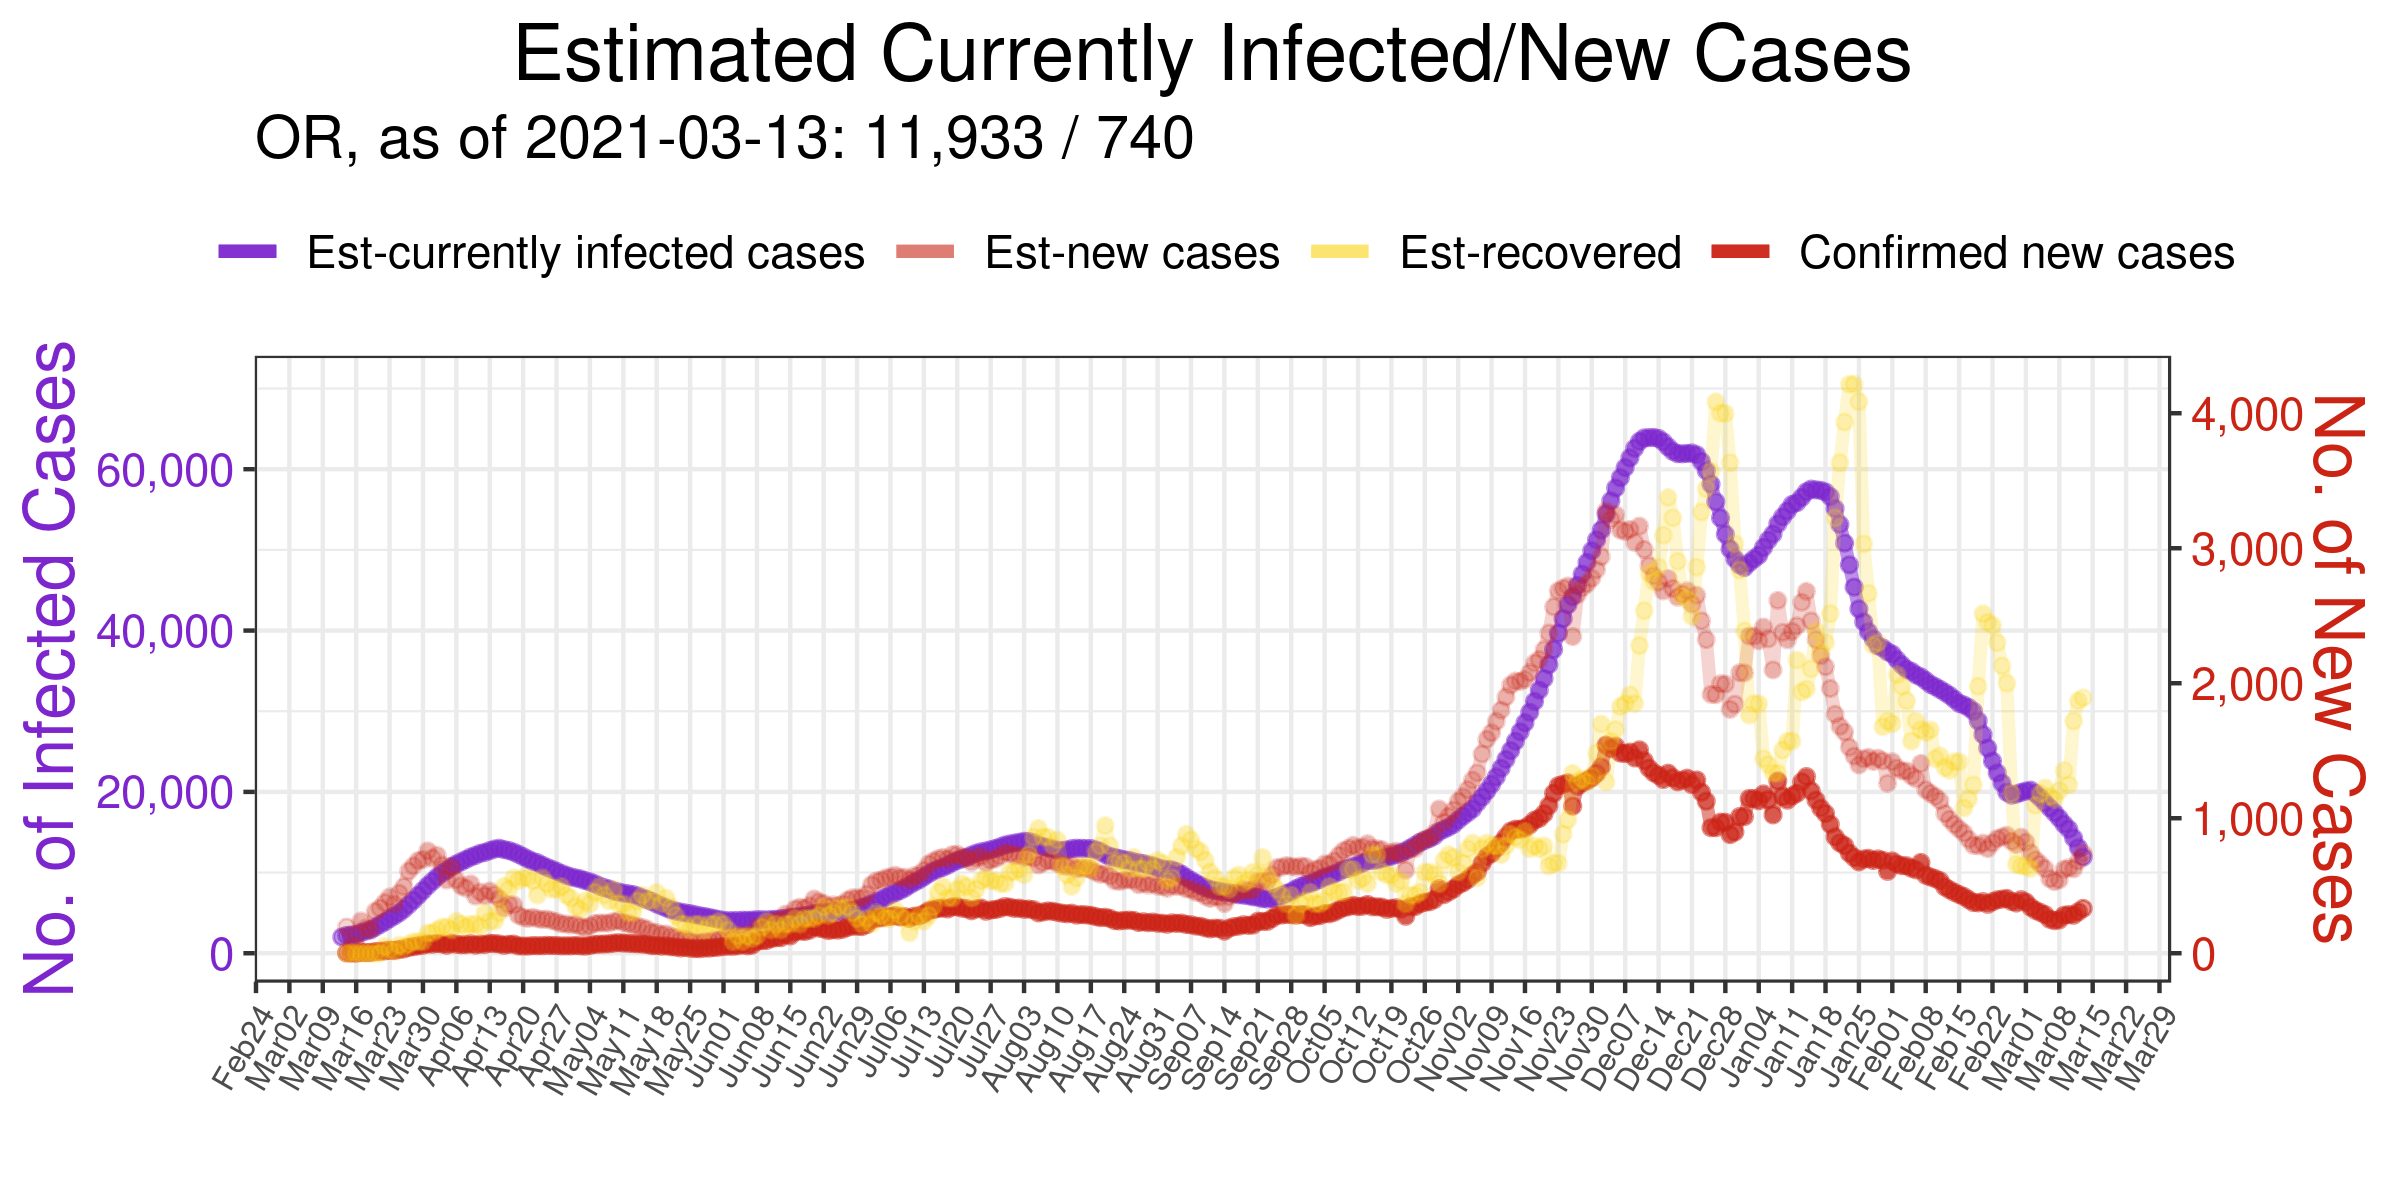 Estimated Currently Infected/New Cases
OR, as of 2021-03-13: 11,933 / 740
Est-currently infected cases
Est-new cases
Est-recovered
Confirmed new cases
No. of Infected Cases
60,000
40,000
20,000
0
4,000
3,000
2,000
1,000
0
No. of New Cases
Feb24
Mar02
Mar09
Mar16
Mar23
Mar30
Apr06
Apr13
Apr20
Apr27
May04
May11
May18
May25
Jun01
Jun08
Jun15
Jun22
Jun29
Jul06
Jul13
Jul20
Jul27
Aug03
Aug10
Aug17
Aug24
Aug31
Sep07
Sep14
Sep21
Sep28
Oct05
Oct12
Oct19
Oct26
Nov02
Nov09
Nov16
Nov23
Nov30
Dec07
Dec14
Dec21
Dec28
Jan04
Jan11
Jan18
Jan25
Feb01
Feb08
Feb15
Feb22
Mar01
Mar08
Mar15
Mar22
Mar29